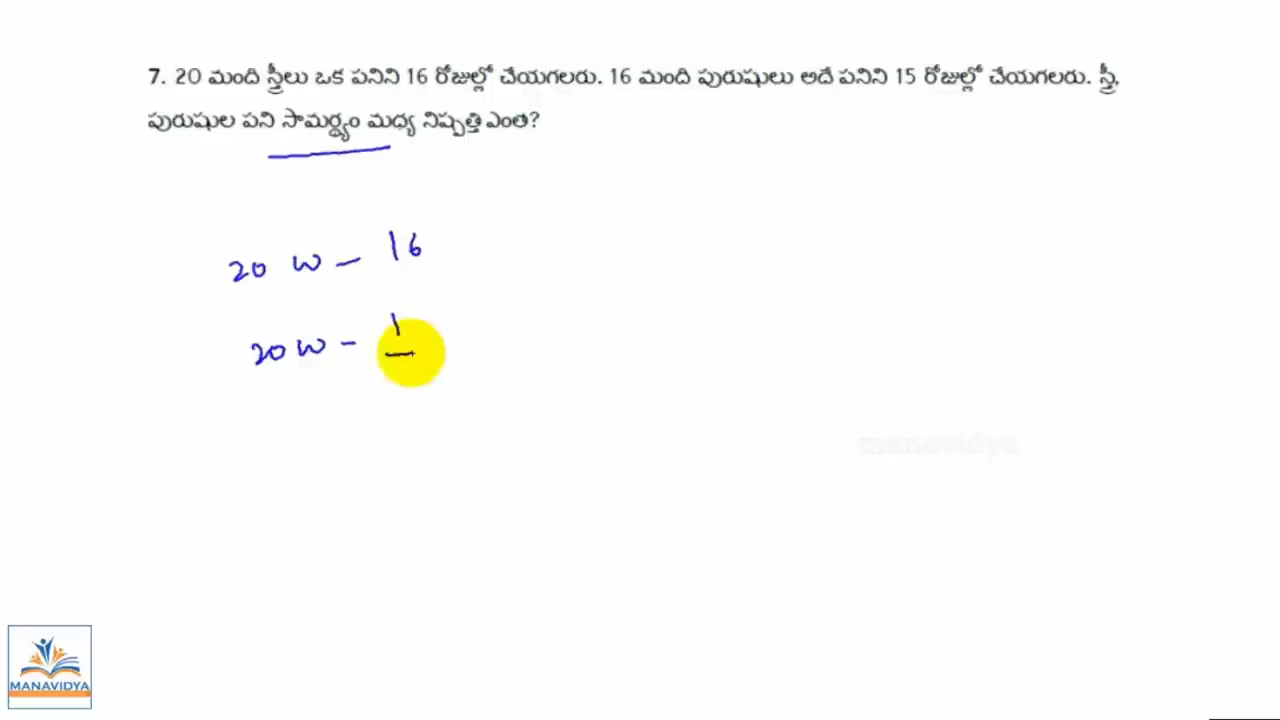 7. 20 మంది స్త్రీలు ఒక పనిని 16 రోజుల్లో చేయగలరు. 16 మంది పురుషులు అదే పనిని 15 రోజుల్లో చేయగలరు. స్త్రీ,
పురుషుల పని సామర్థ్యం మధ్య నిష్పత్తి ఎంత?
20 W – 16
20 W – 1
manavidya
MANAVIDYA